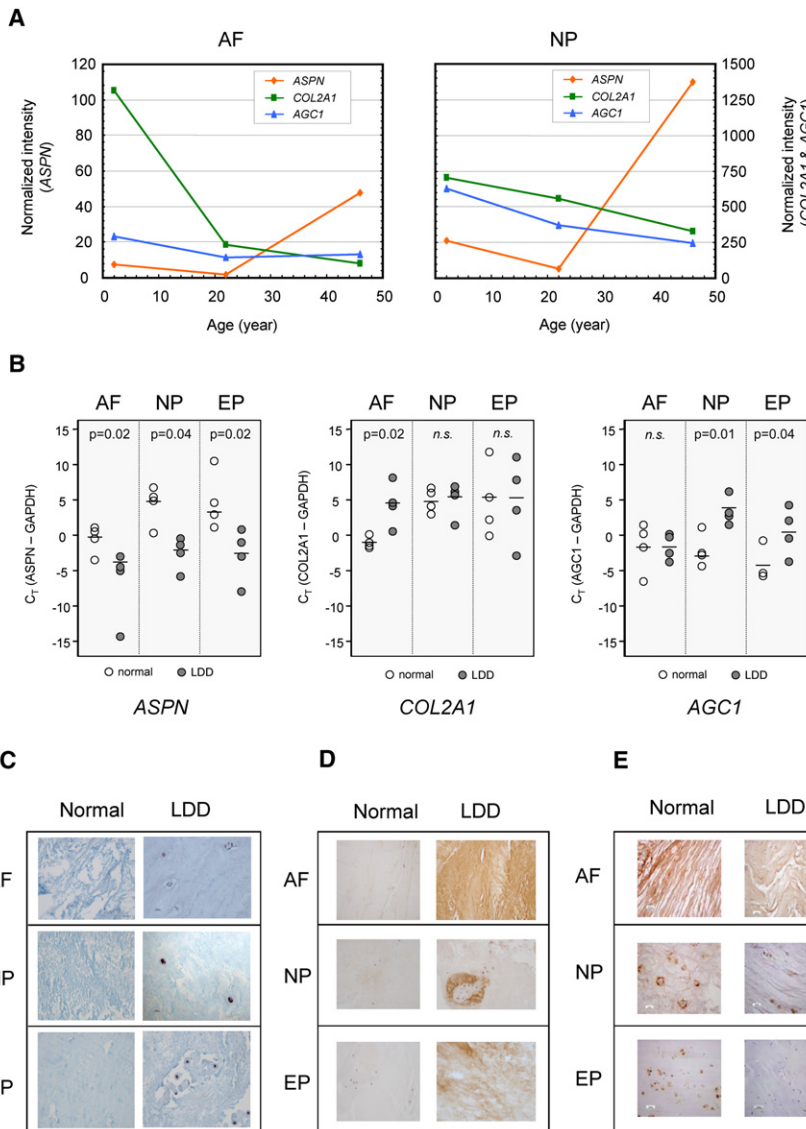 A
AF
NP
Normalized intensity
(ASPN)
120
100
80
60
40
20
0
ASPN
COL2A1
AGC1
0 10 20 30 40 50
Age (year)
ASPN
COL2A1
AGC1
0 10 20 30 40 50
Age (year)
1500
1250
1000
750
500
250
0
Normalized intensity
(COL2A1 & AGC1)
B
AF NP EP
p=0.02 p=0.04 p=0.02
15
10
5
0
-5
-10
-15
CT (ASPN – GAPDH)
normal LDD
ASPN
AF NP EP
p=0.02 n.s. n.s.
15
10
5
0
-5
-10
-15
CT (COL2A1 – GAPDH)
normal LDD
COL2A1
AF NP EP
n.s. p=0.01 p=0.04
15
10
5
0
-5
-10
-15
CT (AGC1 – GAPDH)
normal LDD
AGC1
C
Normal LDD
F
P
P
D
Normal LDD
AF
NP
EP
E
Normal LDD
AF
NP
EP